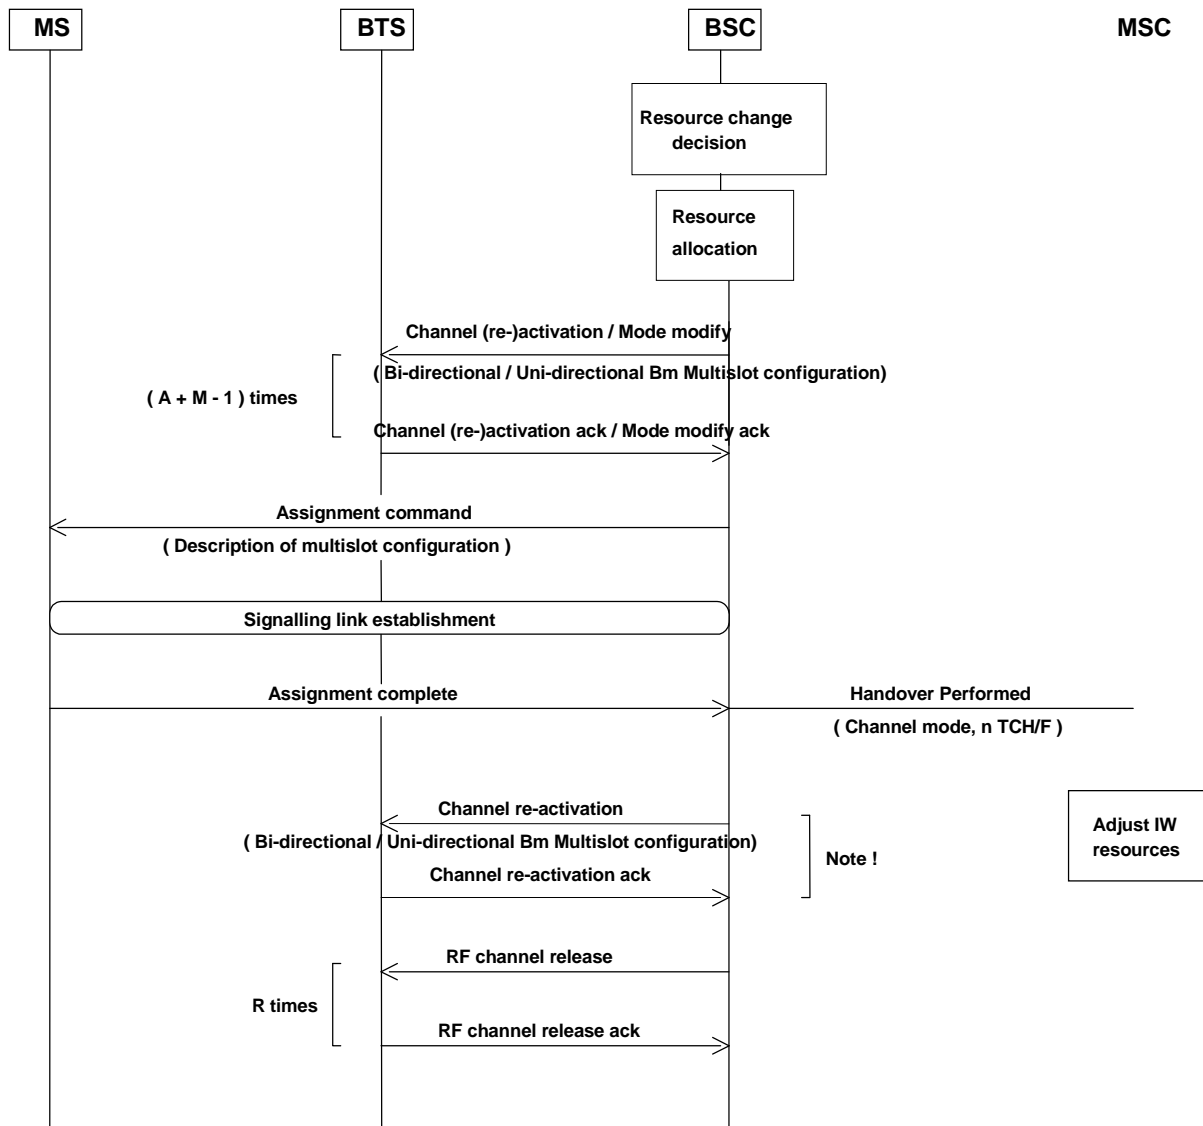 MS
BTS
BSC
MSC
Resource change
decision
Resource
allocation
Channel (re-)activation / Mode modify
( Bi-directional / Uni-directional Bm Multislot configuration)
( A + M - 1 ) times
Channel (re-)activation ack / Mode modify ack
Assignment command
( Description of multislot configuration )
Signalling link establishment
Assignment complete
Handover Performed
( Channel mode, n TCH/F )
Channel re-activation
( Bi-directional / Uni-directional Bm Multislot configuration)
Channel re-activation ack
Note !
Adjust IW
resources
RF channel release
R times
RF channel release ack